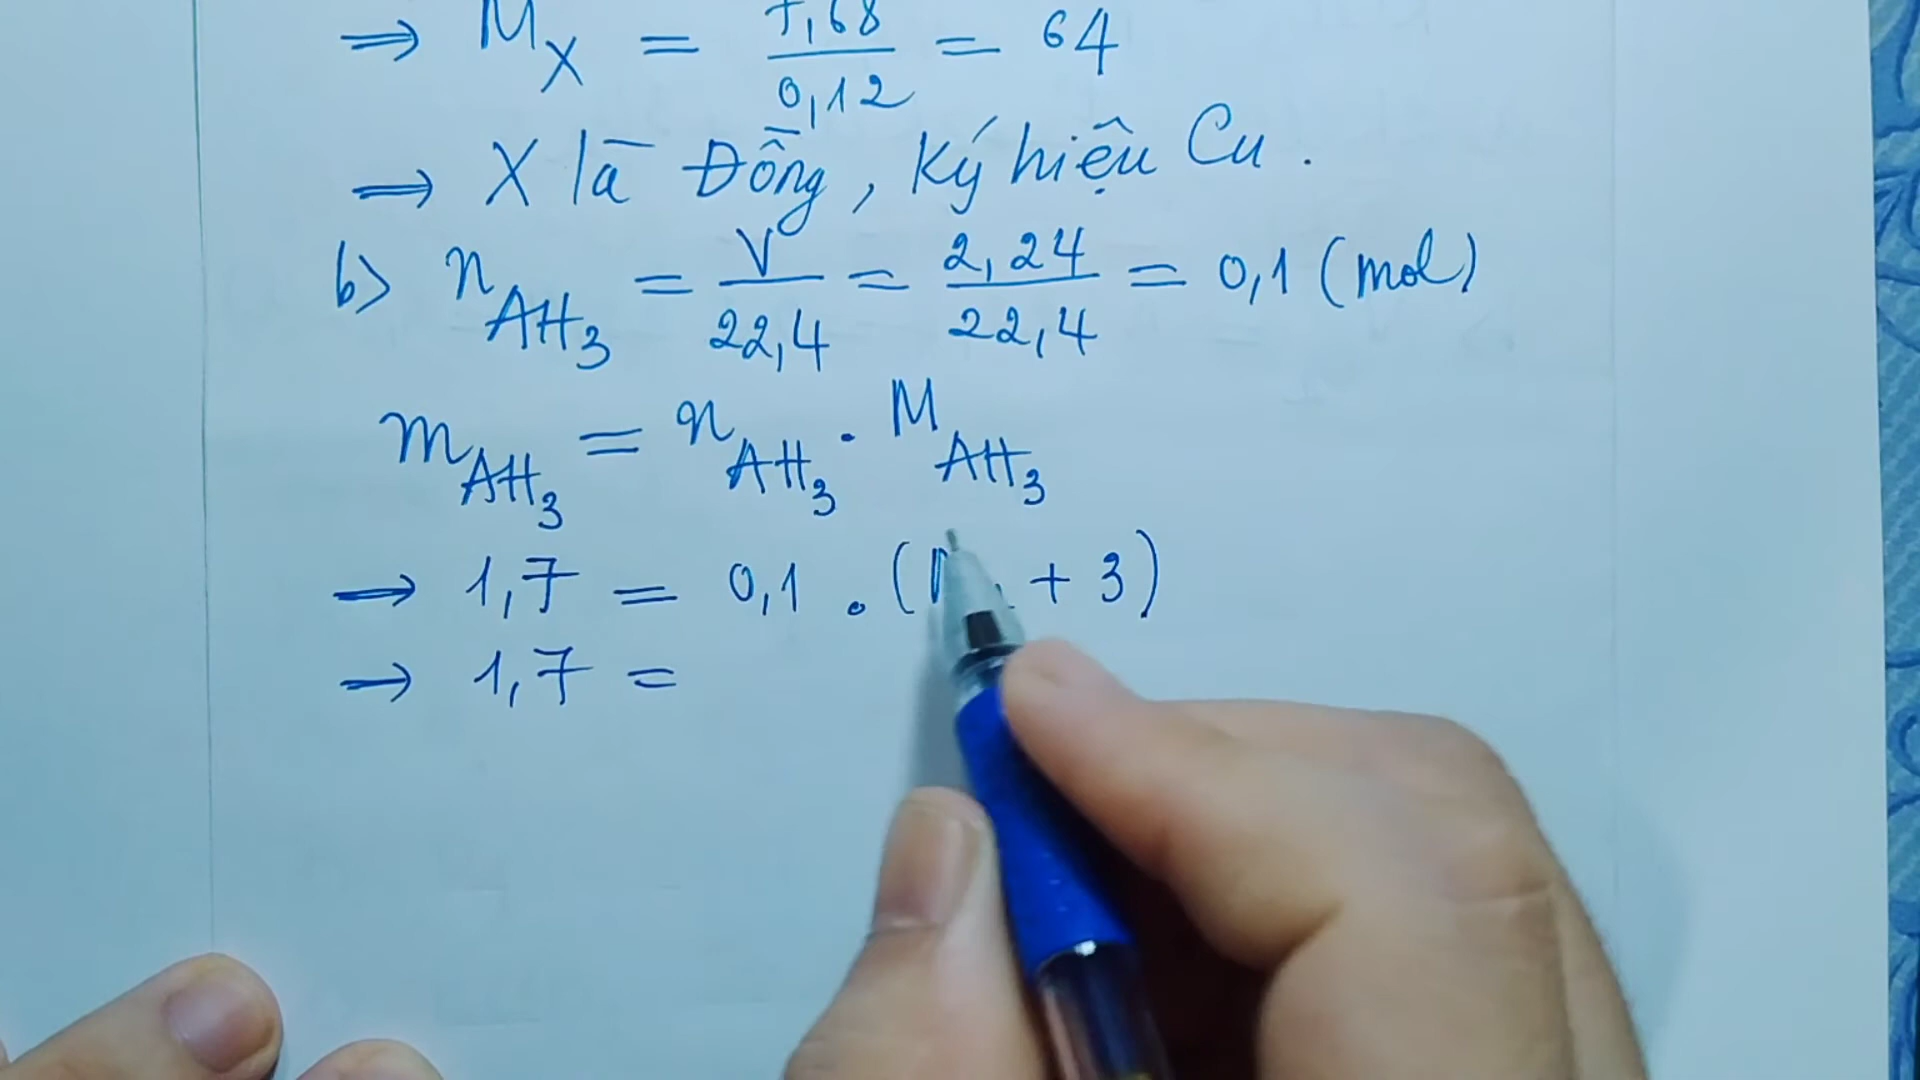 ⇒ M_X = 7,68/0,12 = 64
⇒ X là Đồng, Ký hiệu Cu.
b) n_AH3 = V/22,4 = 2,24/22,4 = 0,1 (mol)
m_AH3 = n_AH3 . M_AH3
→ 1,7 = 0,1 . ( + 3)
→ 1,7 =